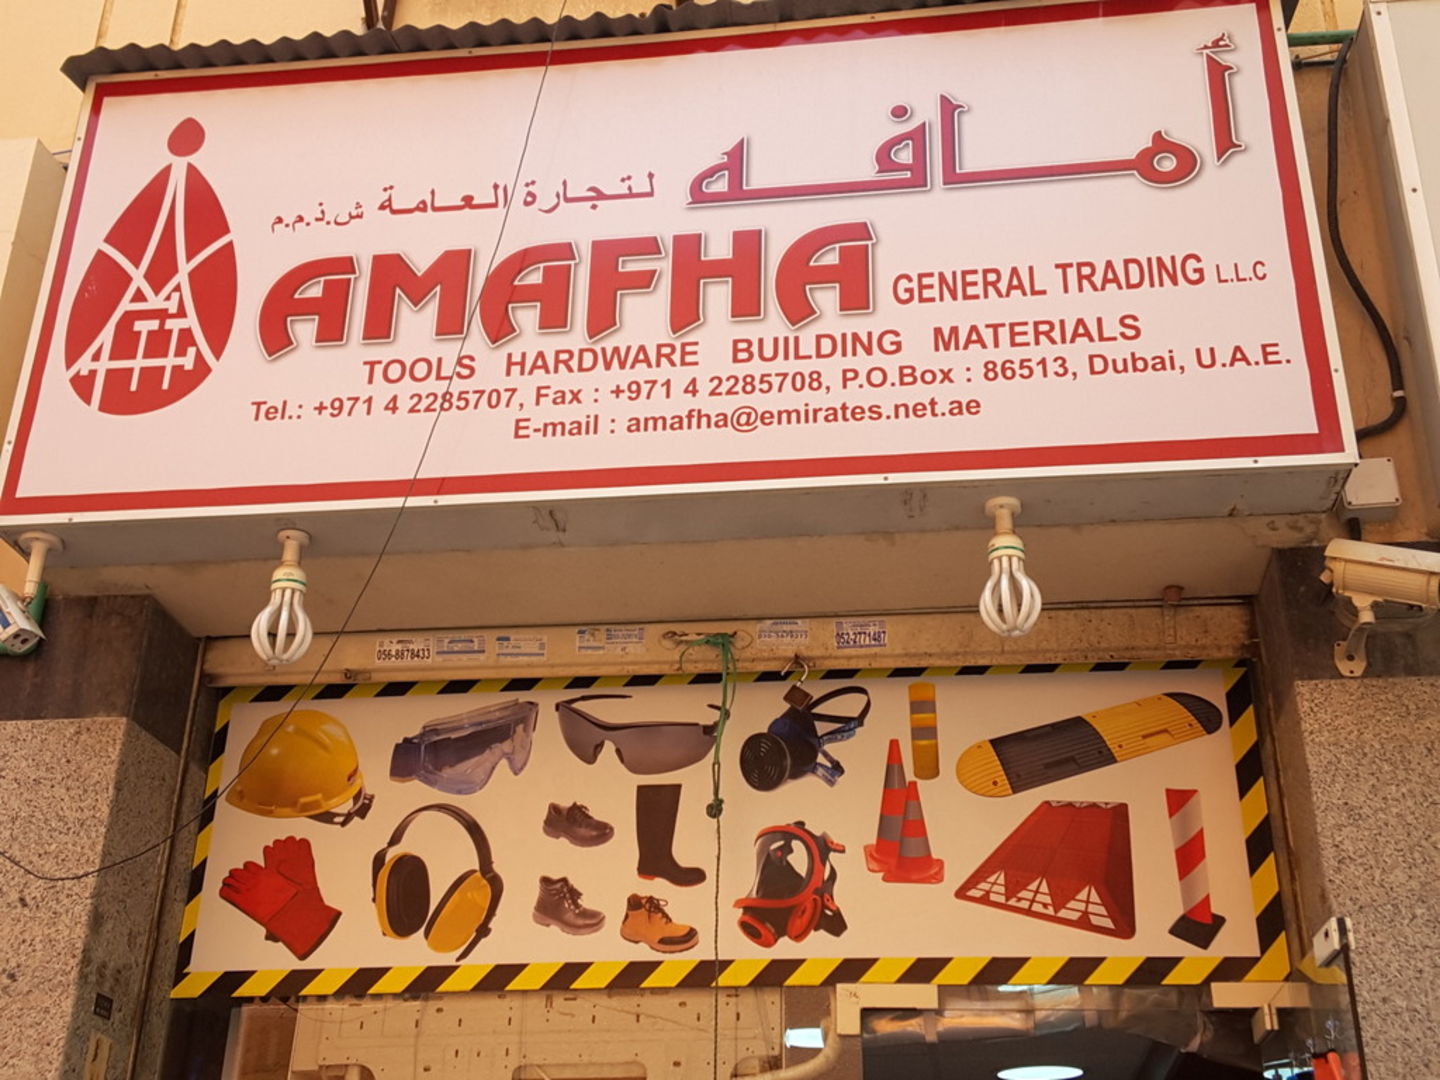 أمافه
لتجارة العامة ش.ذ.م.م
AMAFHA GENERAL TRADING L.L.C
TOOLS HARDWARE BUILDING MATERIALS
Tel.: +971 4 2285707, Fax : +971 4 2285708, P.O.Box : 86513, Dubai, U.A.E.
E-mail : amafha@emirates.net.ae
056-8878433
052-2771487